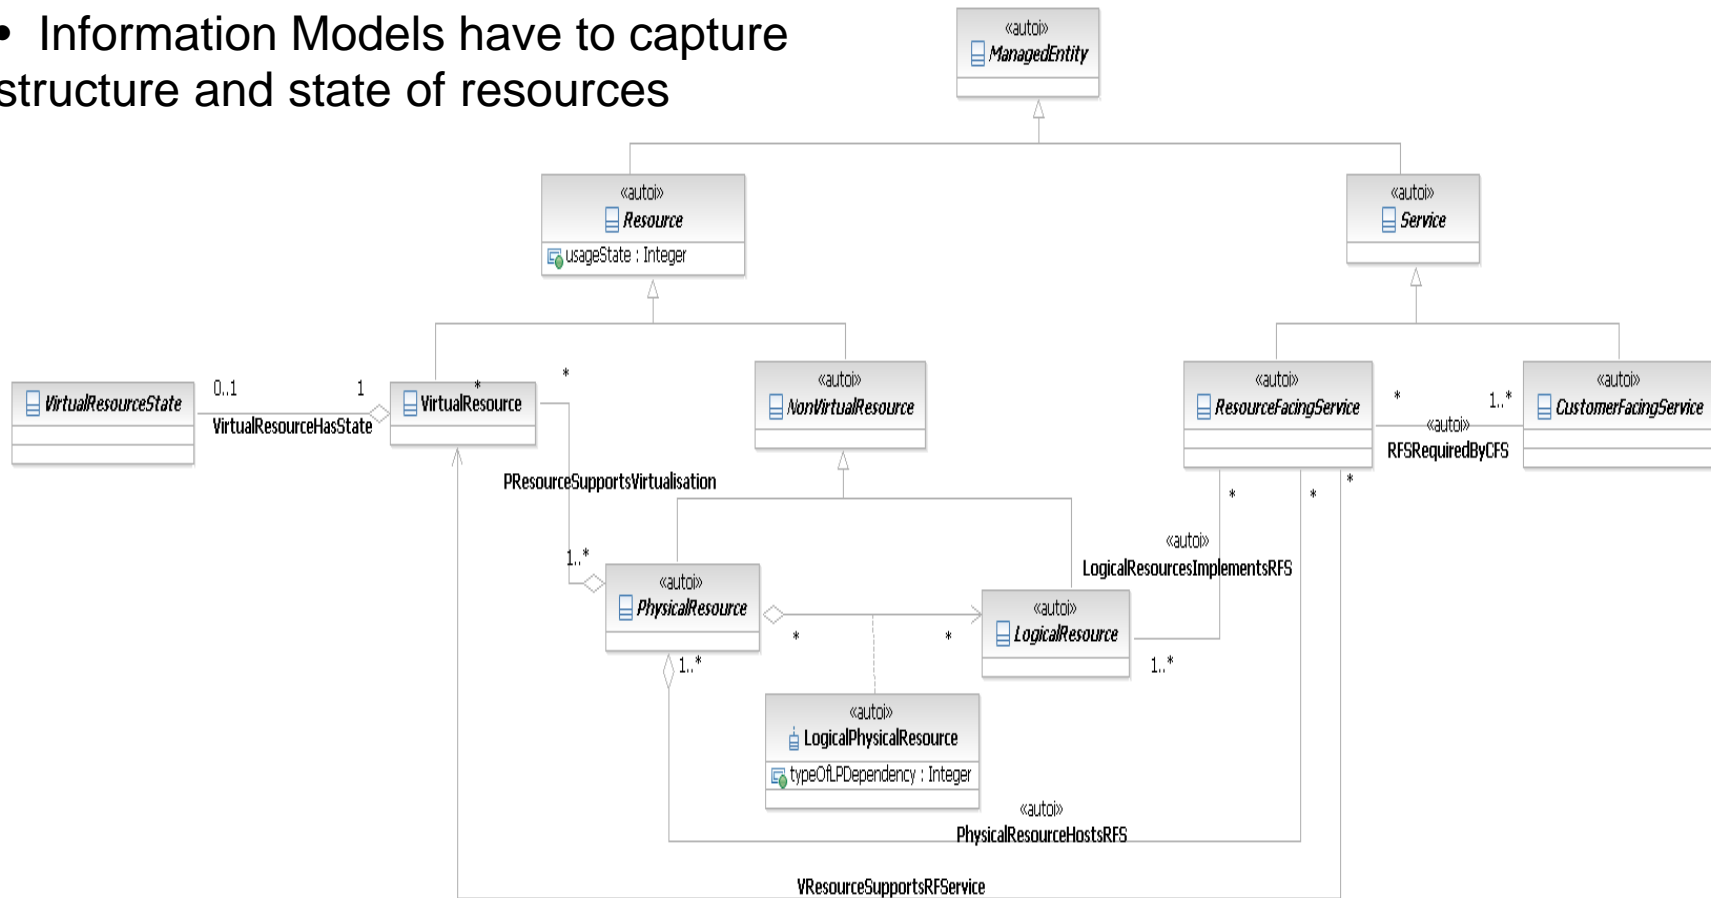 • Information Models have to capture
structure and state of resources
«autoi»
ManagedEntity
«autoi»
Resource
usageState : Integer
«autoi»
Service
VirtualResourceState
0..1
1
VirtualResourceHasState
VirtualResource
*
*
«autoi»
NonVirtualResource
«autoi»
ResourceFacingService
*
1..*
«autoi»
RFSRequiredByCFS
«autoi»
CustomerFacingService
PResourceSupportsVirtualisation
*
*
*
1..*
«autoi»
PhysicalResource
*
*
«autoi»
LogicalResourcesImplementsRFS
«autoi»
LogicalResource
1..*
1..*
«autoi»
LogicalPhysicalResource
typeOfLPDependency : Integer
«autoi»
PhysicalResourceHostsRFS
VResourceSupportsRFService